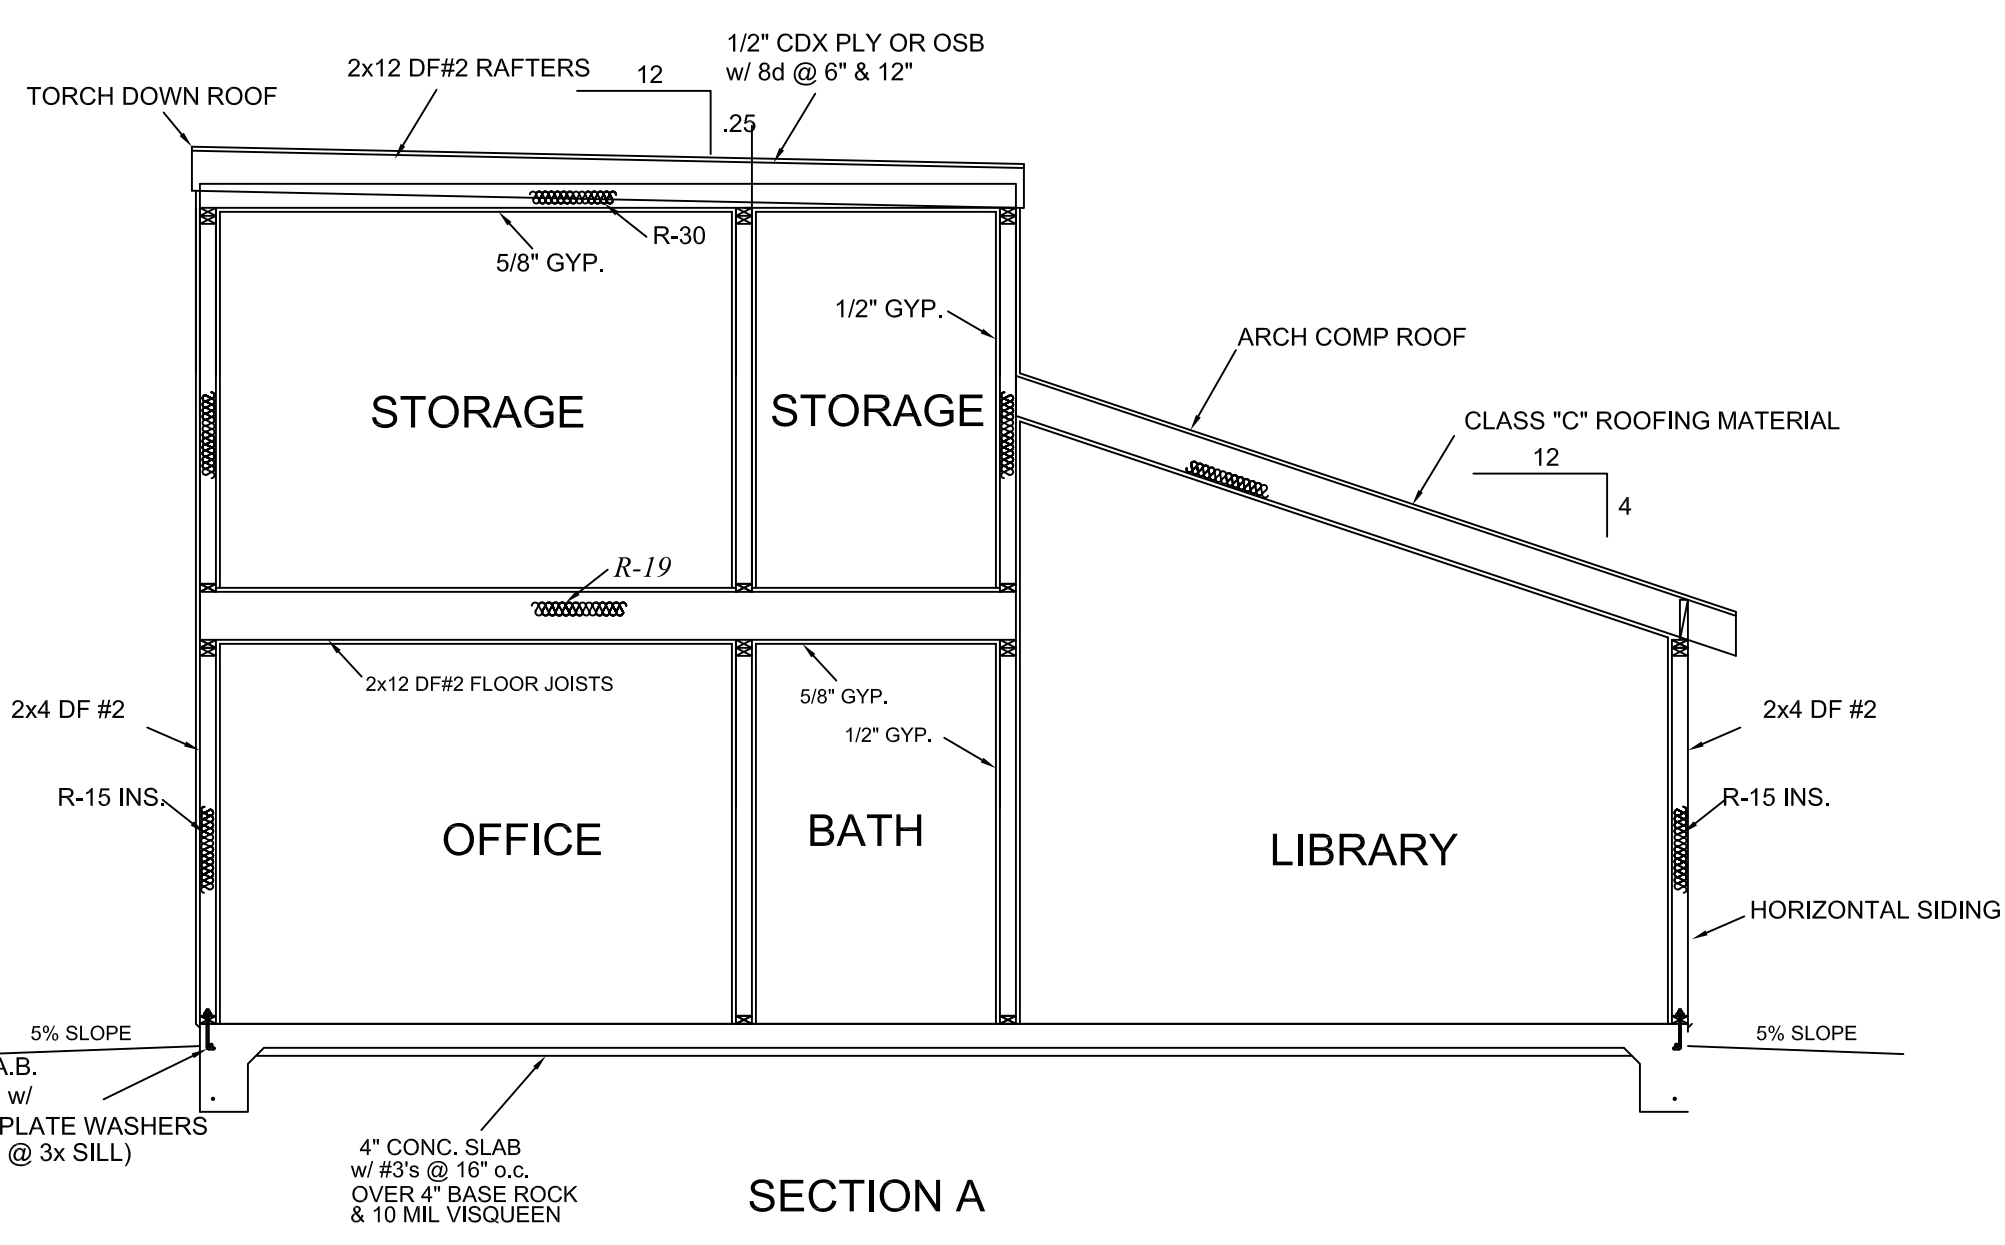 1/2" CDX PLY OR OSB
w/ 8d @ 6" & 12"
2x12 DF#2 RAFTERS
12
.25
TORCH DOWN ROOF
R-30
5/8" GYP.
1/2" GYP.
ARCH COMP ROOF
STORAGE
STORAGE
CLASS "C" ROOFING MATERIAL
12
4
R-19
2x12 DF#2 FLOOR JOISTS
5/8" GYP.
1/2" GYP.
2x4 DF #2
2x4 DF #2
R-15 INS.
R-15 INS.
OFFICE
BATH
LIBRARY
HORIZONTAL SIDING
5% SLOPE
5% SLOPE
A.B.
w/
PLATE WASHERS
@ 3x SILL)
4" CONC. SLAB
w/ #3's @ 16" o.c.
OVER 4" BASE ROCK
& 10 MIL VISQUEEN
SECTION A